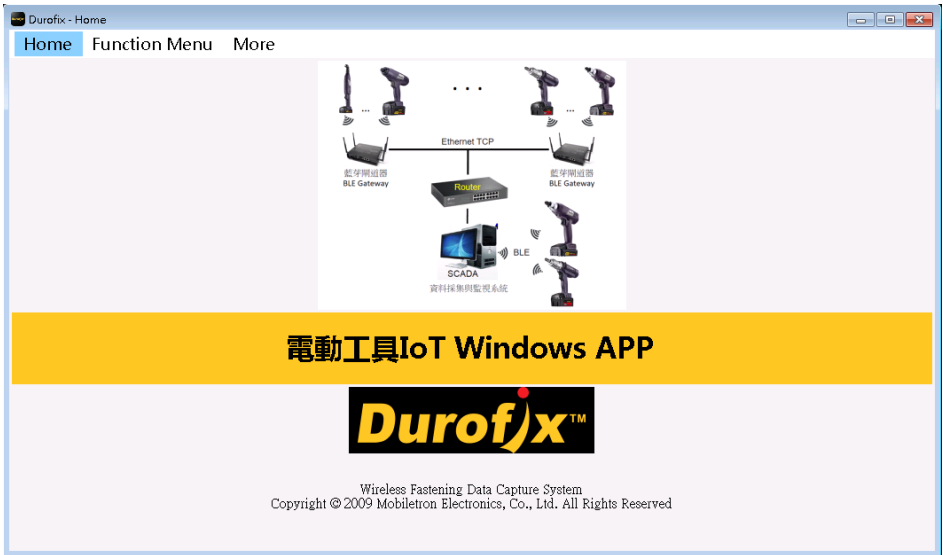 Durofix - Home
Home Function Menu More
. . .
... ...
Ethernet TCP
藍芽閘道器
BLE Gateway
藍芽閘道器
BLE Gateway
Router
BLE
SCADA
資料採集與監視系統
電動工具IoT Windows APP
Durofix™
Wireless Fastening Data Capture System
Copyright © 2009 Mobiletron Electronics, Co., Ltd. All Rights Reserved